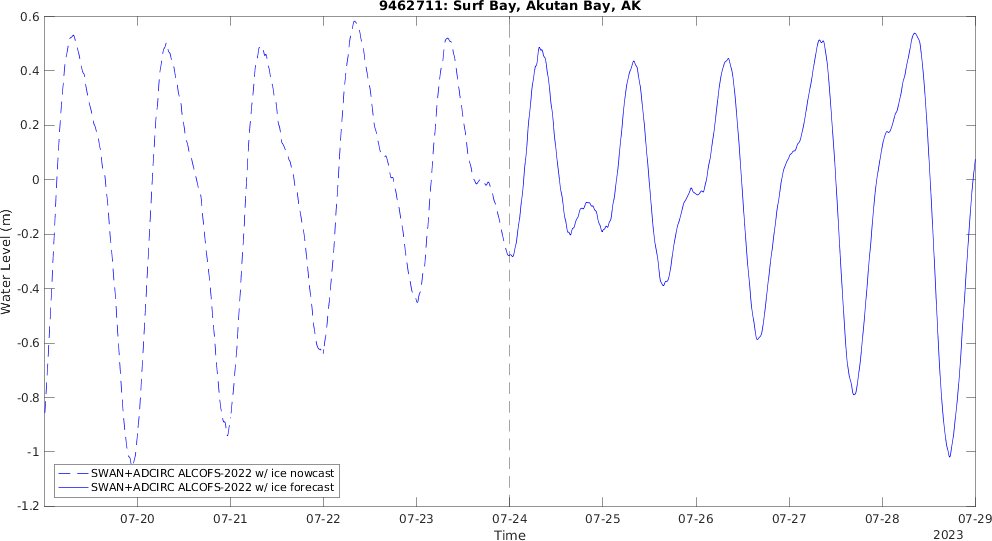 9462711: Surf Bay, Akutan Bay, AK
Water Level (m)
0.6
0.4
0.2
0
-0.2
-0.4
-0.6
-0.8
-1
-1.2
SWAN+ADCIRC ALCOFS-2022 w/ ice nowcast
SWAN+ADCIRC ALCOFS-2022 w/ ice forecast
07-20 07-21 07-22 07-23 07-24 07-25 07-26 07-27 07-28 07-29
Time
2023